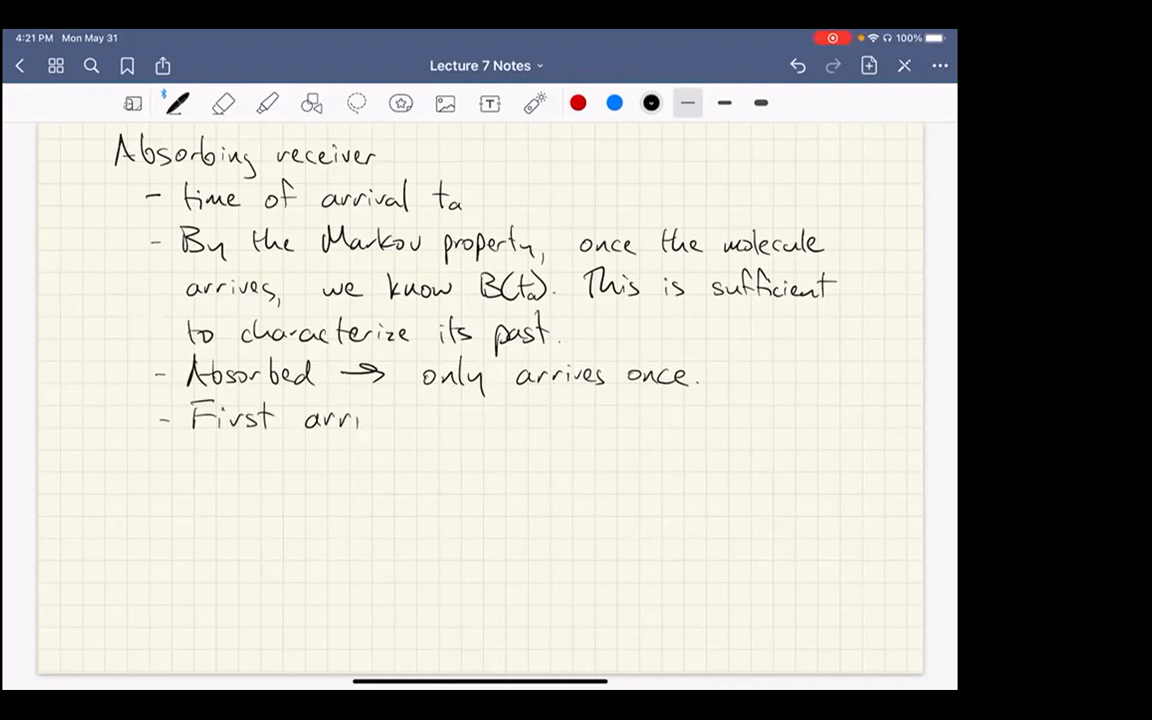 4:21 PM Mon May 31
100%
Lecture 7 Notes
Absorbing receiver
- time of arrival ta
- By the Markov property, once the molecule
arrives, we know B(ta). This is sufficient
to characterize its past.
- Absorbed → only arrives once.
- First arri